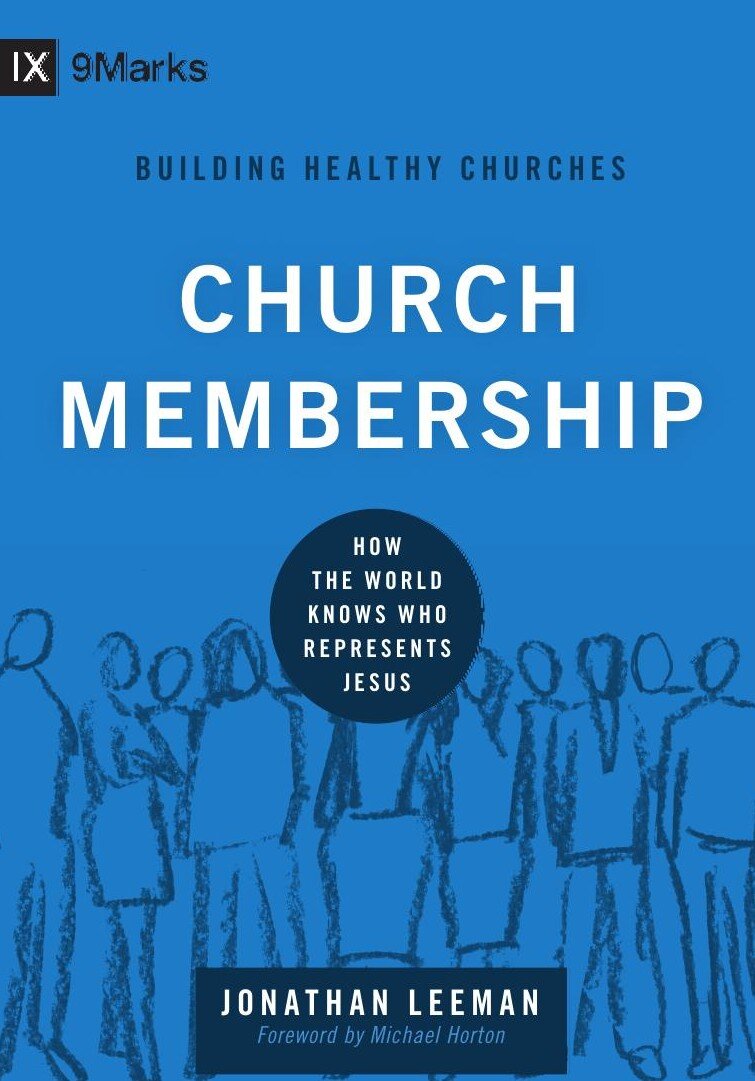 IX 9Marks
BUILDING HEALTHY CHURCHES
CHURCH
MEMBERSHIP
HOW
THE WORLD
KNOWS WHO
REPRESENTS
JESUS
JONATHAN LEEMAN
Foreword by Michael Horton